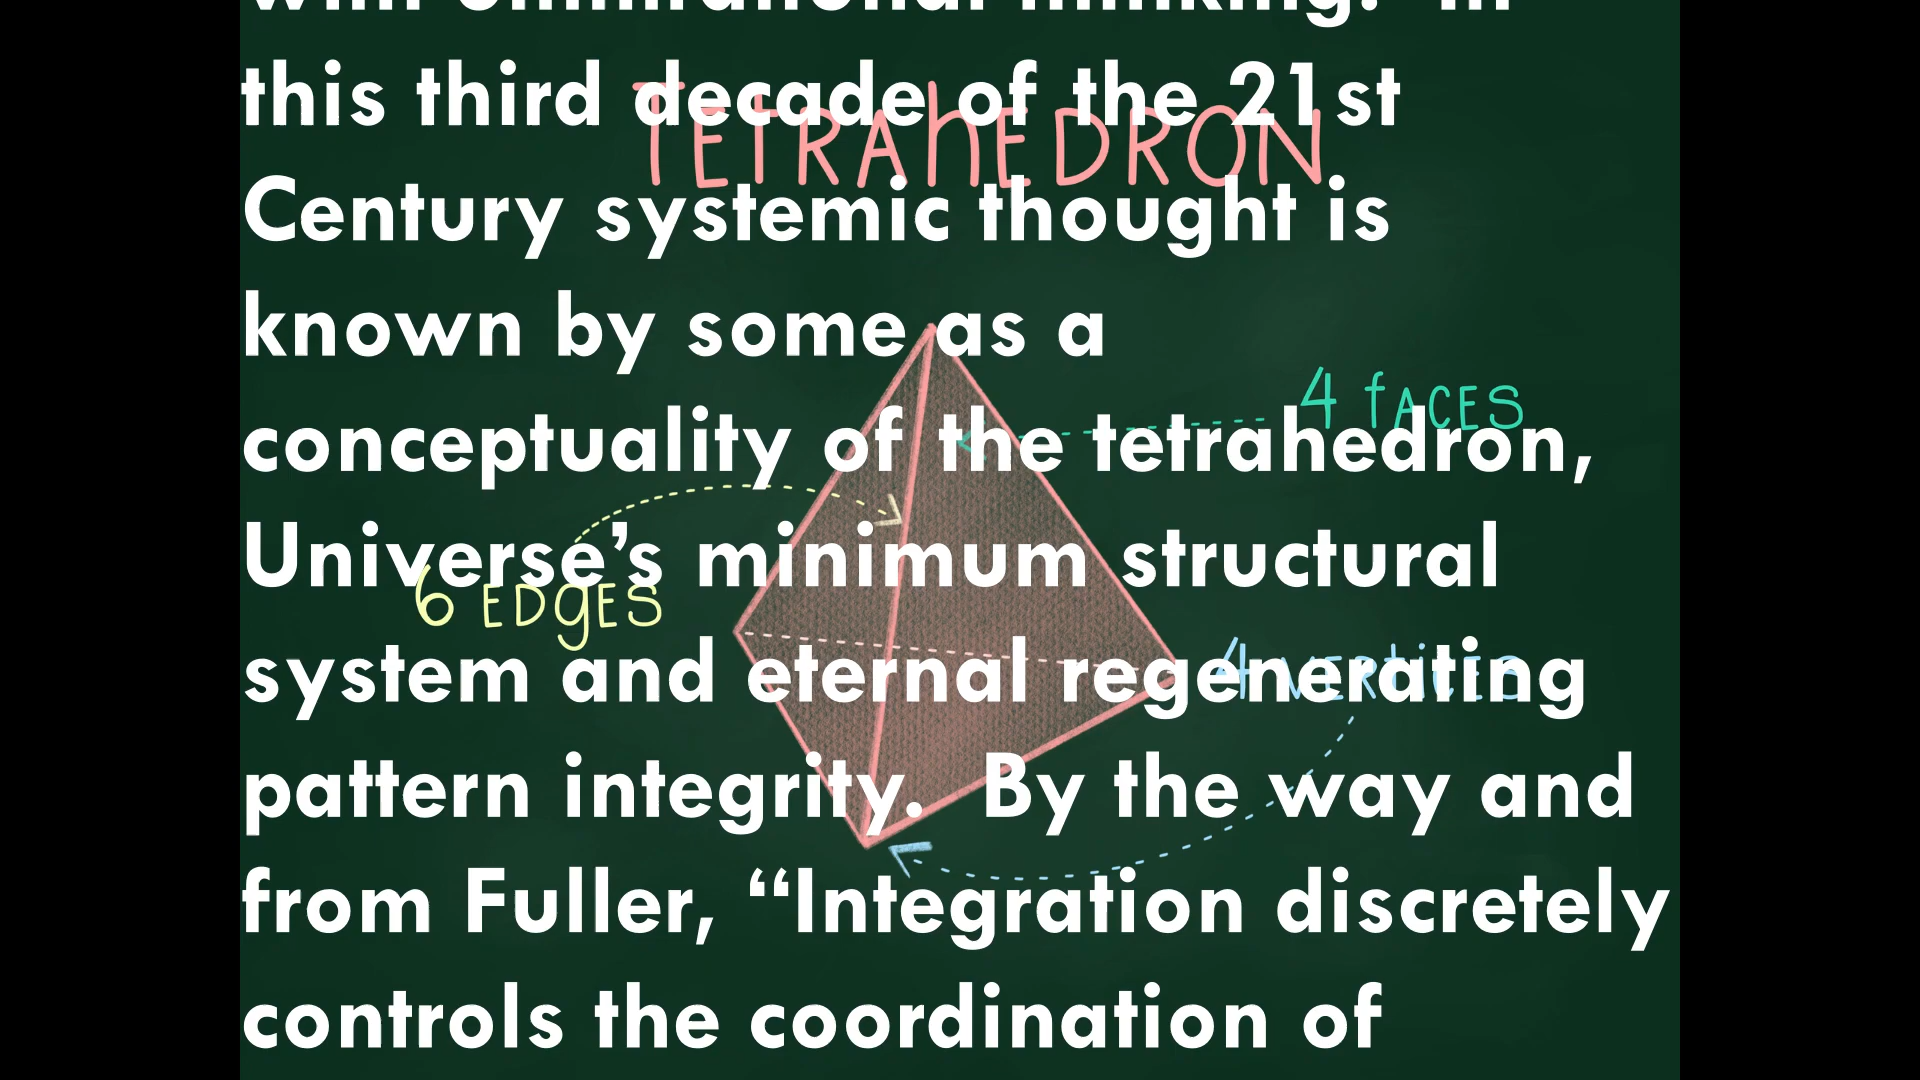 this third decade of the 21st
Century systemic thought is
known by some as a
conceptuality of the tetrahedron,
Universe’s minimum structural
system and eternal regenerating
pattern integrity.  By the way and
from Fuller, “Integration discretely
controls the coordination of
TETRAhEDRON
4 fACES
6 EDgES
4 VERtiCES